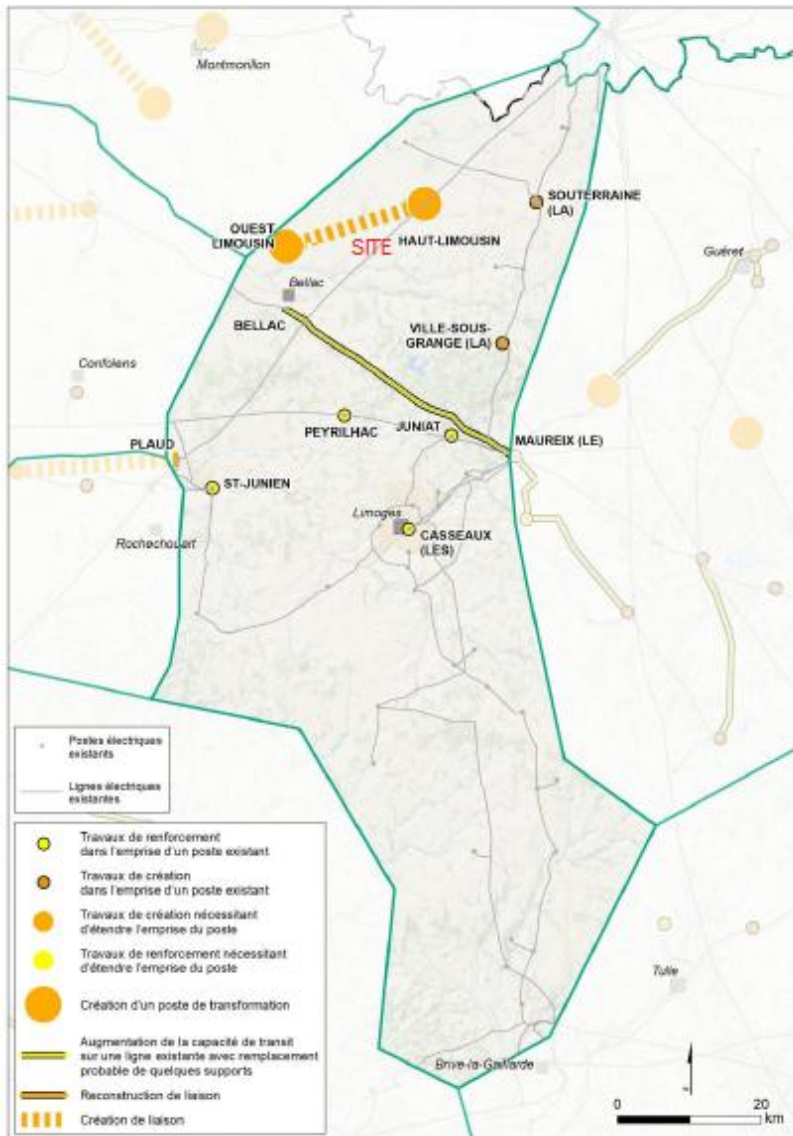 Montmorillon
SOUTERRAINE
(LA)
OUEST
LIMOUSIN
SITE
HAUT-LIMOUSIN
Guéret
Bellac
BELLAC
VILLE-SOUS-
GRANGE (LA)
Confolens
PEYRILHAC
JUNIAT
MAUREIX (LE)
PLAUD
ST-JUNIEN
Limoges
CASSEAUX
(LES)
Rochechouart
Postes électriques
existants
Lignes électriques
existantes
Travaux de renforcement
dans l'emprise d'un poste existant
Travaux de création
dans l'emprise d'un poste existant
Travaux de création nécessitant
d'étendre l'emprise du poste
Travaux de renforcement nécessitant
d'étendre l'emprise du poste
Création d'un poste de transformation
Augmentation de la capacité de transit
sur une ligne existante avec remplacement
probable de quelques supports
Reconstruction de liaison
Création de liaison
Tulle
Brive-la-Gaillarde
0 20
km